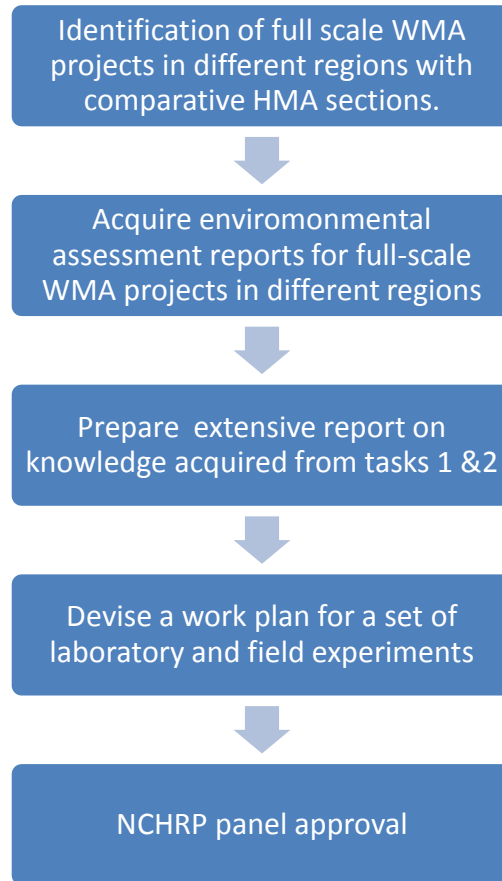 Identification of full scale WMA
projects in different regions with
comparative HMA sections.
Acquire enviromonmental
assessment reports for full-scale
WMA projects in different regions
Prepare  extensive report on
knowledge acquired from tasks 1 &2
Devise a work plan for a set of
laboratory and field experiments
NCHRP panel approval